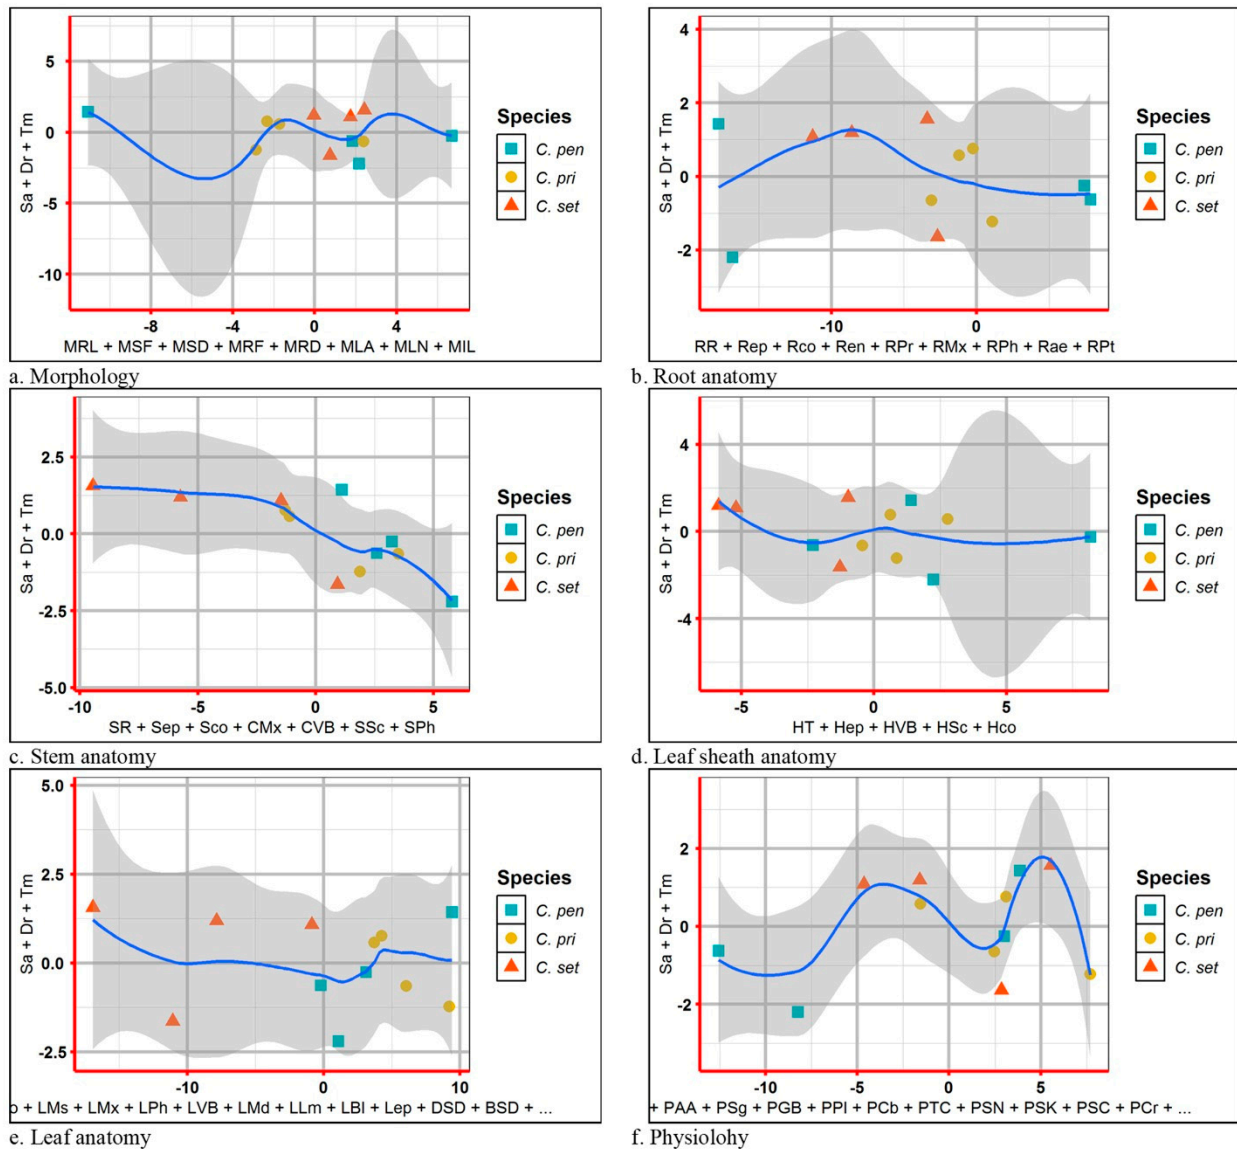 5
0
-5
-10
Sa + Dr + Tm
-8
-4
0
4
MRL + MSF + MSD + MRF + MRD + MLA + MLN + MIL
Species
C. pen
C. pri
C. set
a. Morphology
4
2
0
-2
Sa + Dr + Tm
-10
0
RR + Rep + Rco + Ren + RPr + RMx + RPh + Rae + RPt
Species
C. pen
C. pri
C. set
b. Root anatomy
2.5
0.0
-2.5
-5.0
Sa + Dr + Tm
-10
-5
0
5
SR + Sep + Sco + CMx + CVB + SSc + SPh
Species
C. pen
C. pri
C. set
c. Stem anatomy
4
0
-4
Sa + Dr + Tm
-5
0
5
HT + Hep + HVB + HSc + Hco
Species
C. pen
C. pri
C. set
d. Leaf sheath anatomy
5.0
2.5
0.0
-2.5
Sa + Dr + Tm
-10
0
10
o + LMs + LMx + LPh + LVB + LMd + LLm + LBl + Lep + DSD + BSD + ...
Species
C. pen
C. pri
C. set
e. Leaf anatomy
2
0
-2
Sa + Dr + Tm
-10
-5
0
5
+ PAA + PSg + PGB + PPl + PCb + PTC + PSN + PSK + PSC + PCr + ...
Species
C. pen
C. pri
C. set
f. Physiolohy